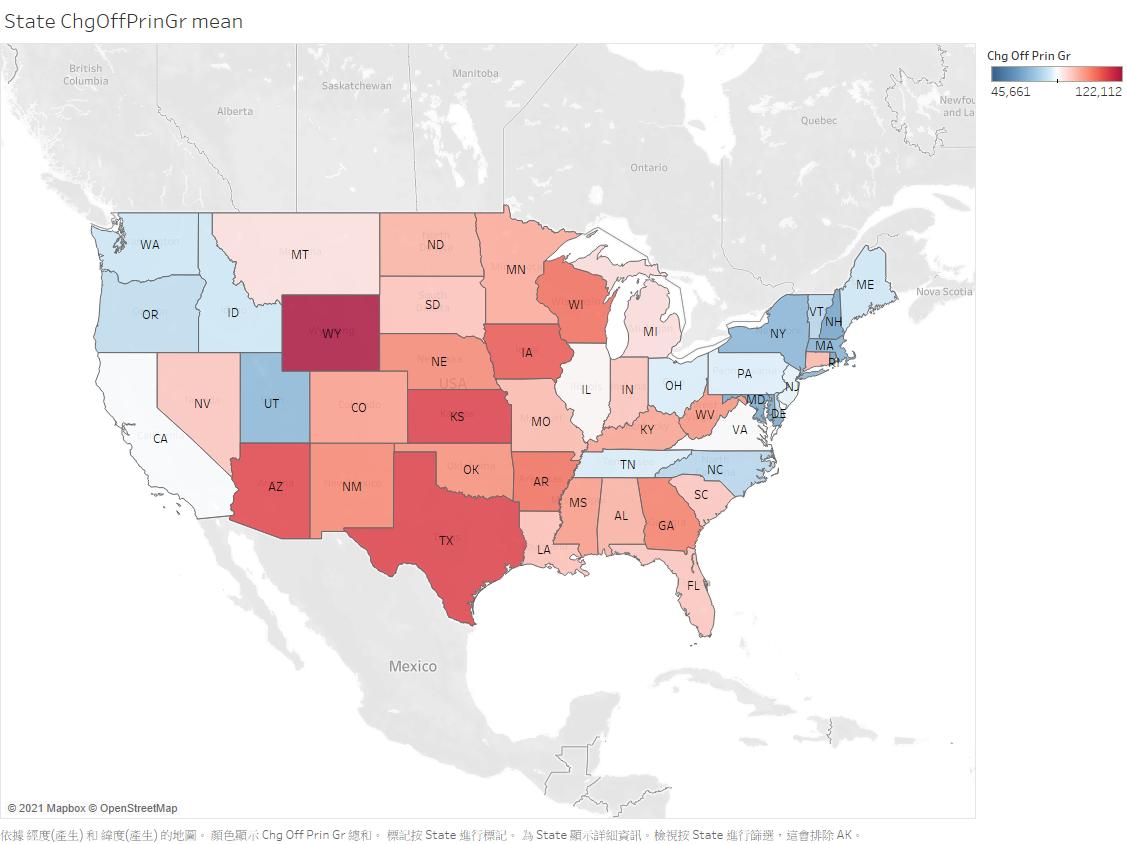 State ChgOffPrinGr mean
Chg Off Prin Gr
45,661 122,112
British
Columbia
Alberta
Saskatchewan
Manitoba
Ontario
Quebec
Newfou
and La
Nova Scotia
WA
MT
ND
MN
ME
OR
ID
WY
SD
WI
MI
VT
NH
NY
MA
RI
IA
NE
USA
PA
NJ
OH
IL
IN
NV
UT
CO
KS
MO
WV
MD
DE
CA
KY
VA
AZ
NM
OK
AR
TN
NC
TX
MS
AL
GA
SC
LA
FL
Mexico
© 2021 Mapbox © OpenStreetMap
依據 經度(產生) 和 緯度(產生) 的地圖。 顏色顯示 Chg Off Prin Gr 總和。 標記按 State 進行標記。 為 State 顯示詳細資訊。檢視按 State 進行篩選，這會排除 AK。